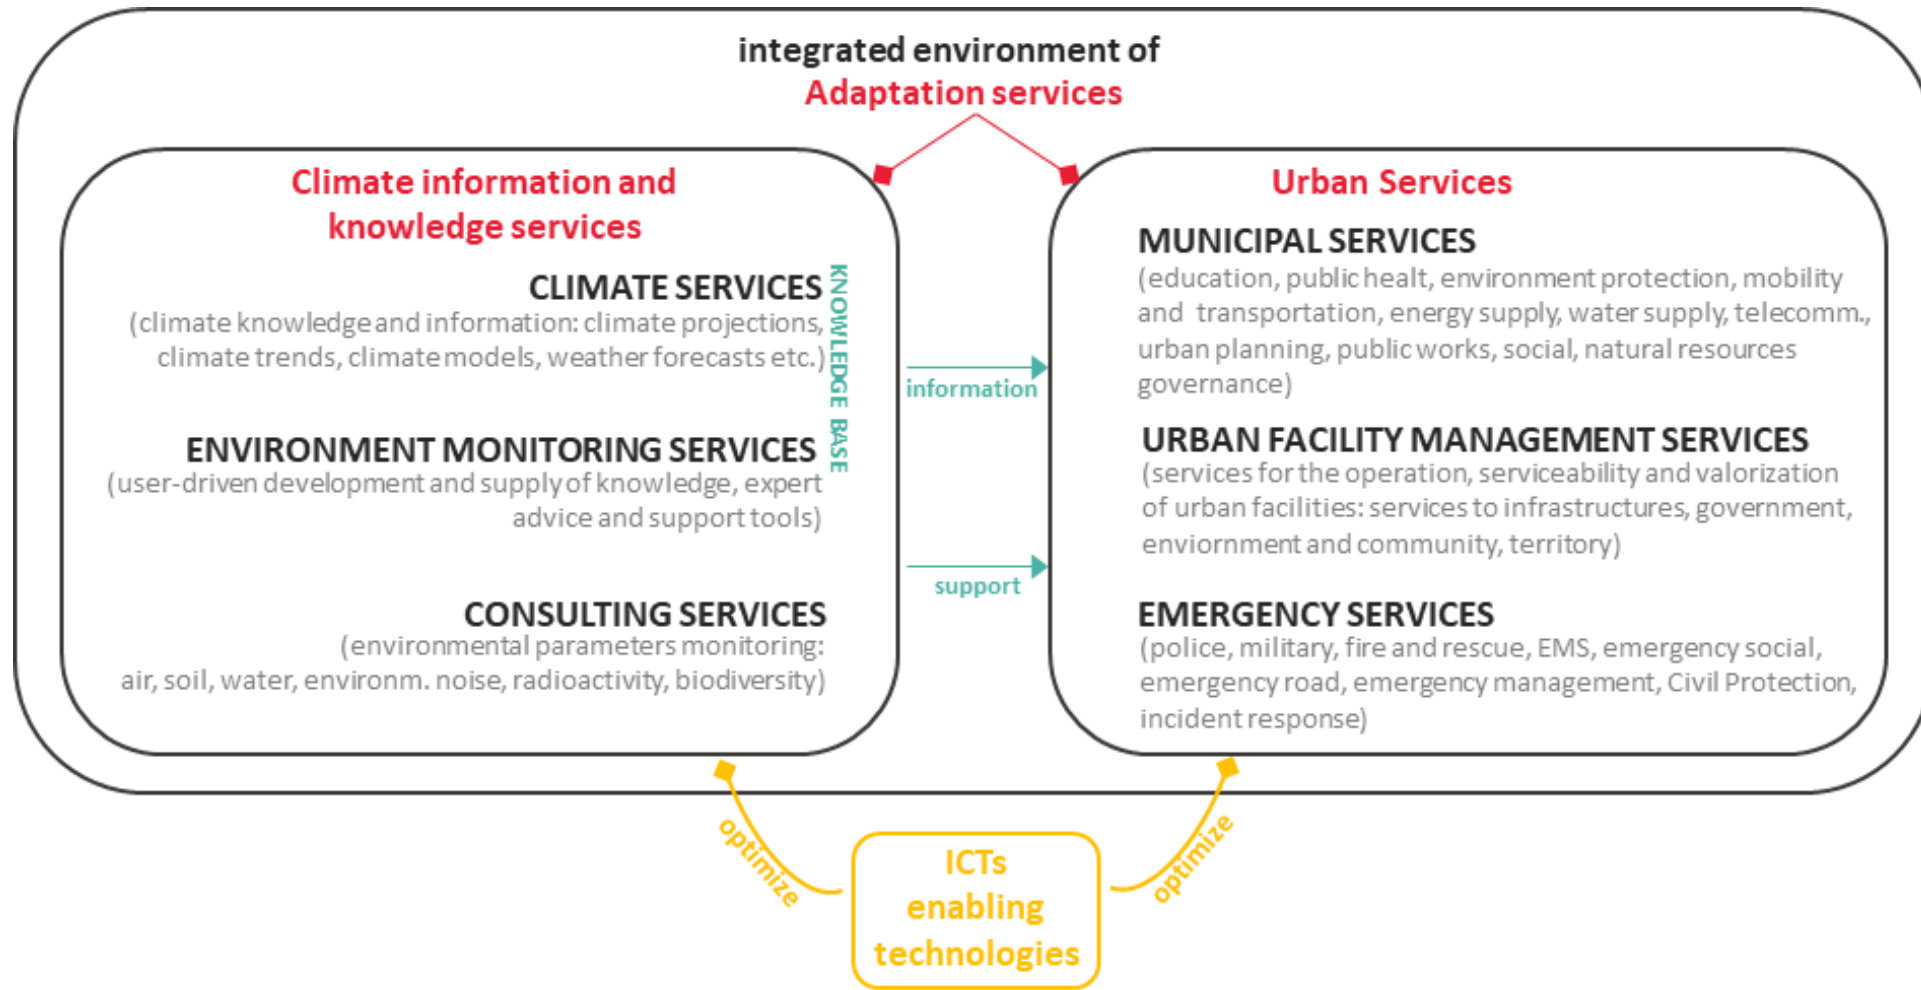 integrated environment of
Adaptation services
Climate information and
knowledge services
CLIMATE SERVICES
(climate knowledge and information: climate projections,
climate trends, climate models, weather forecasts etc.)
ENVIRONMENT MONITORING SERVICES
(user-driven development and supply of knowledge, expert
advice and support tools)
CONSULTING SERVICES
(environmental parameters monitoring:
air, soil, water, environm. noise, radioactivity, biodiversity)
KNOWLEDGE BASE
information
support
Urban Services
MUNICIPAL SERVICES
(education, public healt, environment protection, mobility
and transportation, energy supply, water supply, telecomm.,
urban planning, public works, social, natural resources
governance)
URBAN FACILITY MANAGEMENT SERVICES
(services for the operation, serviceability and valorization
of urban facilities: services to infrastructures, government,
enviornment and community, territory)
EMERGENCY SERVICES
(police, military, fire and rescue, EMS, emergency social,
emergency road, emergency management, Civil Protection,
incident response)
optimize
optimize
ICTs
enabling
technologies